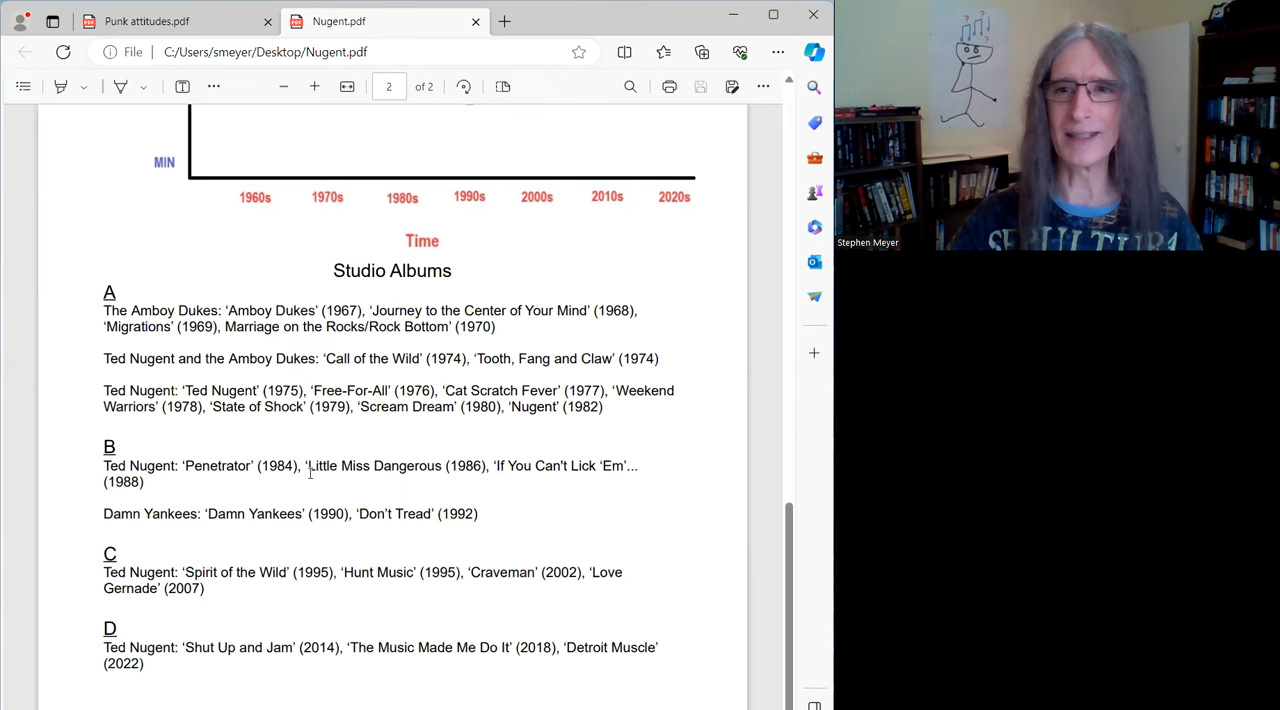 Punk attitudes.pdf
Nugent.pdf
File
C:/Users/smeyer/Desktop/Nugent.pdf
2
of 2
MIN
1960s 1970s 1980s 1990s 2000s 2010s 2020s
Time
Studio Albums
A
The Amboy Dukes: ‘Amboy Dukes’ (1967), ‘Journey to the Center of Your Mind’ (1968),
‘Migrations’ (1969), Marriage on the Rocks/Rock Bottom’ (1970)
Ted Nugent and the Amboy Dukes: ‘Call of the Wild’ (1974), ‘Tooth, Fang and Claw’ (1974)
Ted Nugent: ‘Ted Nugent’ (1975), ‘Free-For-All’ (1976), ‘Cat Scratch Fever’ (1977), ‘Weekend
Warriors’ (1978), ‘State of Shock’ (1979), ‘Scream Dream’ (1980), ‘Nugent’ (1982)
B
Ted Nugent: ‘Penetrator’ (1984), ‘Little Miss Dangerous (1986), ‘If You Can't Lick ‘Em’...
(1988)
Damn Yankees: ‘Damn Yankees’ (1990), ‘Don’t Tread’ (1992)
C
Ted Nugent: ‘Spirit of the Wild’ (1995), ‘Hunt Music’ (1995), ‘Craveman’ (2002), ‘Love
Gernade’ (2007)
D
Ted Nugent: ‘Shut Up and Jam’ (2014), ‘The Music Made Me Do It’ (2018), ‘Detroit Muscle’
(2022)
Stephen Meyer
SEPULTURA